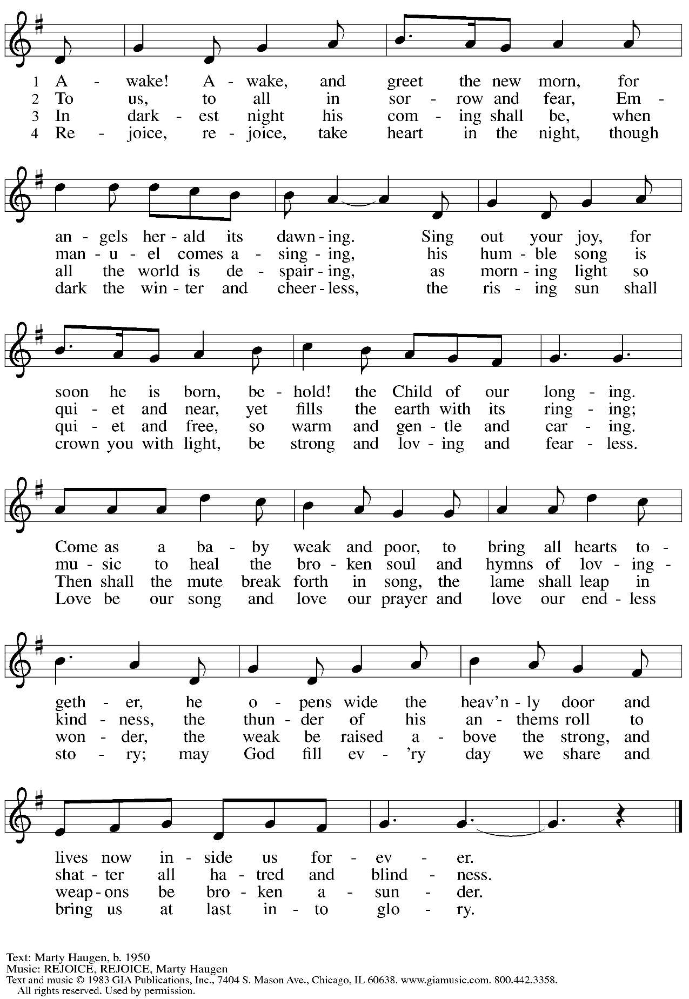 1 A - wake! A - wake, and greet the new morn, for
2 To us, to all in sor - row and fear, Em -
3 In dark - est night his com - ing shall be, when
4 Re - joice, re - joice, take heart in the night, though
an - gels her - ald its dawn - ing. Sing out your joy, for
man - u - el comes a - sing - ing, his hum - ble song is
all the world is de - spair - ing, as morn - ing light so
dark the win - ter and cheer - less, the ris - ing sun shall
soon he is born, be - hold! the Child of our long - ing.
qui - et and near, yet fills the earth with its ring - ing;
qui - et and free, so warm and gen - tle and car - ing.
crown you with light, be strong and lov - ing and fear - less.
Come as a ba - by weak and poor, to bring all hearts to -
mu - sic to heal the bro - ken soul and hymns of lov - ing -
Then shall the mute break forth in song, the lame shall leap in
Love be our song and love our prayer and love our end - less
geth - er, he o - pens wide the heav'n - ly door and
kind - ness, the thun - der of his an - thems roll to
won - der, the weak be raised a - bove the strong, and
sto - ry; may God fill ev - 'ry day we share and
lives now in - side us for - ev - er.
shat - ter all ha - tred and blind - ness.
weap - ons be bro - ken a - sun - der.
bring us at last in - to glo - ry.
Text: Marty Haugen, b. 1950
Music: REJOICE, REJOICE, Marty Haugen
Text and music © 1983 GIA Publications, Inc., 7404 S. Mason Ave., Chicago, IL 60638. www.giamusic.com. 800.442.3358.
All rights reserved. Used by permission.